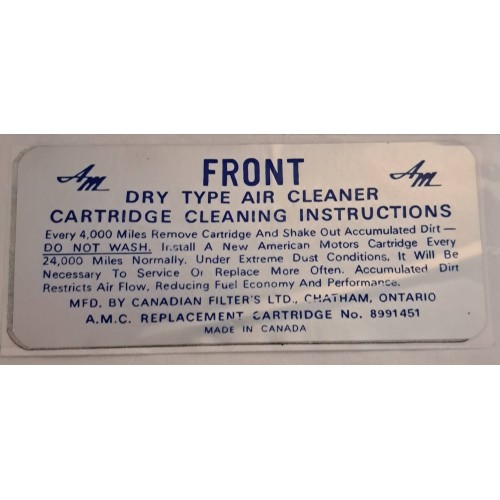 AM FRONT AM
DRY TYPE AIR CLEANER
CARTRIDGE CLEANING INSTRUCTIONS
Every 4,000 Miles Remove Cartridge And Shake Out Accumulated Dirt —
DO NOT WASH. Install A New American Motors Cartridge Every
24,000 Miles Normally. Under Extreme Dust Conditions, It Will Be
Necessary To Service Or Replace More Often. Accumulated Dirt
Restricts Air Flow, Reducing Fuel Economy And Performance.
MFD. BY CANADIAN FILTER'S LTD., CHATHAM, ONTARIO
A.M.C. REPLACEMENT CARTRIDGE No. 8991451
MADE IN CANADA